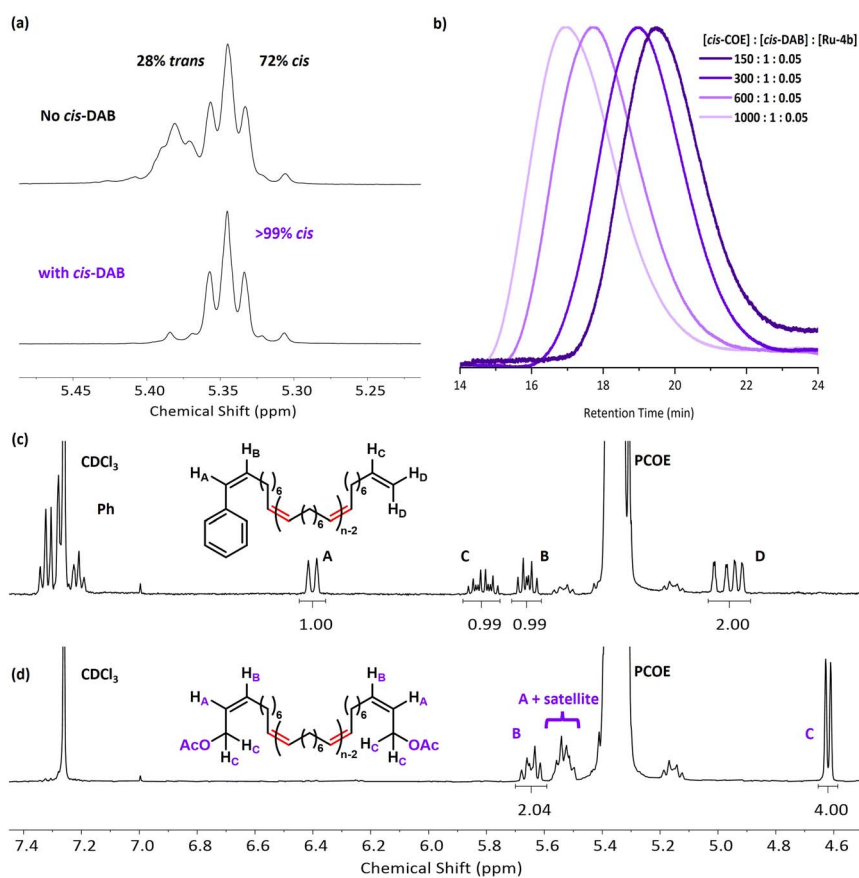 (a)
28% trans
72% cis
No cis-DAB
>99% cis
with cis-DAB
5.45 5.40 5.35 5.30 5.25
Chemical Shift (ppm)
b)
[cis-COE] : [cis-DAB] : [Ru-4b]
150 : 1 : 0.05
300 : 1 : 0.05
600 : 1 : 0.05
1000 : 1 : 0.05
14 16 18 20 22 24
Retention Time (min)
(c)
CDCl3
Ph
HA
HB
6
6
6
n-2
HC
HD
HD
PCOE
A
C
B
D
1.00
0.99
0.99
2.00
(d)
CDCl3
HA
HB
6
6
6
n-2
HB
HA
AcO
HC
HC
HC
HC
OAc
B
A + satellite
PCOE
C
2.04
4.00
7.4 7.2 7.0 6.8 6.6 6.4 6.2 6.0 5.8 5.6 5.4 5.2 5.0 4.8 4.6
Chemical Shift (ppm)